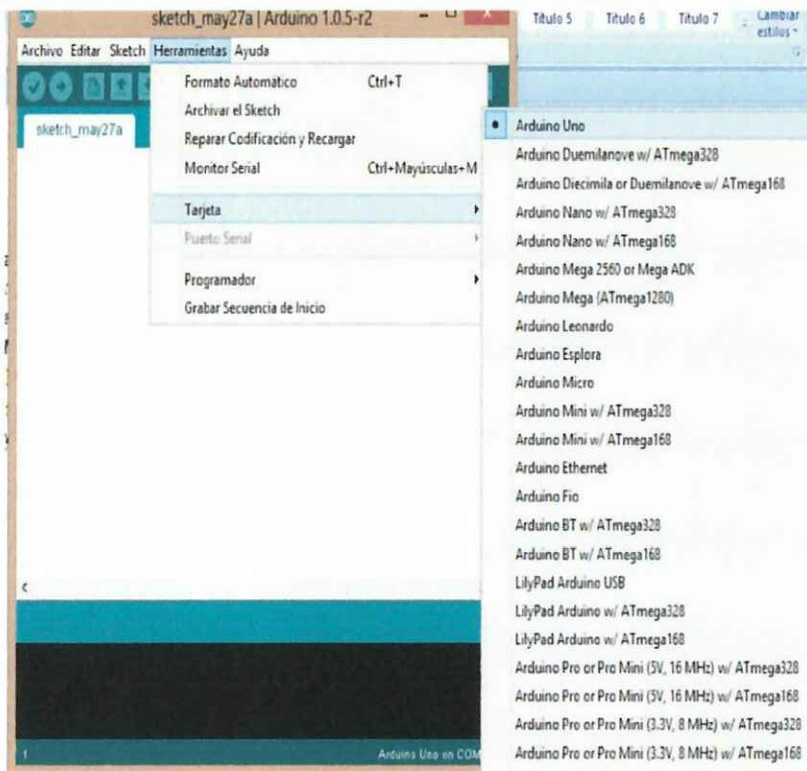 sketch_may27a | Arduino 1.0.5-r2
Título 5 Título 6 Título 7 Cambiar estilos
Archivo Editar Sketch Herramientas Ayuda
sketch_may27a
Formato Automático Ctrl+T
Archivar el Sketch
Reparar Codificación y Recargar
Monitor Serial Ctrl+Mayúsculas+M
Tarjeta
Puerto Serial
Programador
Grabar Secuencia de Inicio
Arduino Uno
Arduino Duemilanove w/ ATmega328
Arduino Diecimila or Duemilanove w/ ATmega168
Arduino Nano w/ ATmega328
Arduino Nano w/ ATmega168
Arduino Mega 2560 or Mega ADK
Arduino Mega (ATmega1280)
Arduino Leonardo
Arduino Esplora
Arduino Micro
Arduino Mini w/ ATmega328
Arduino Mini w/ ATmega168
Arduino Ethernet
Arduino Fio
Arduino BT w/ ATmega328
Arduino BT w/ ATmega168
LilyPad Arduino USB
LilyPad Arduino w/ ATmega328
LilyPad Arduino w/ ATmega168
Arduino Pro or Pro Mini (5V, 16 MHz) w/ ATmega328
Arduino Pro or Pro Mini (5V, 16 MHz) w/ ATmega168
Arduino Pro or Pro Mini (3.3V, 8 MHz) w/ ATmega328
Arduino Pro or Pro Mini (3.3V, 8 MHz) w/ ATmega168
1 Arduino Uno on COM